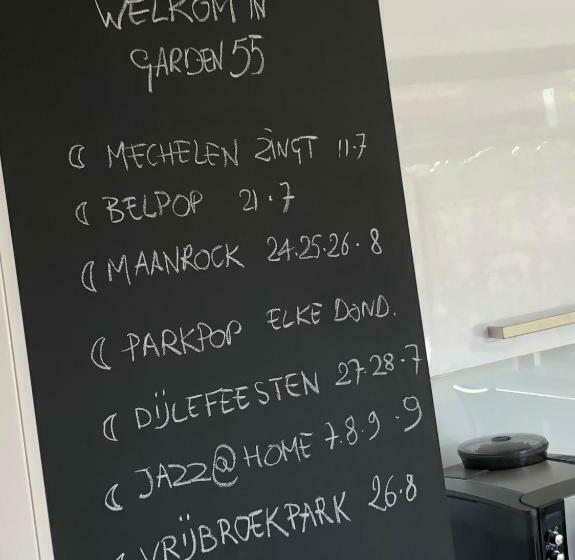 WELKOM IN
GARDEN 55
MECHELEN ZINGT 11.7
BELPOP 21.7
MAANROCK 24.25.26.8
PARKPOP ELKE DOND.
DIJLEFEESTEN 27.28.7
JAZZ@HOME 7.8.9.9
VRIJBROEKPARK 26.8